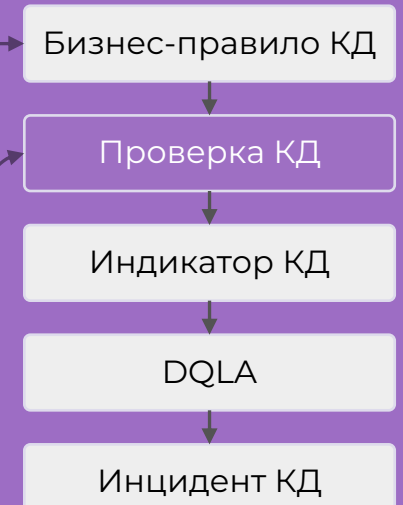 Бизнес-правило КД
Проверка КД
Индикатор КД
DQLA
Инцидент КД